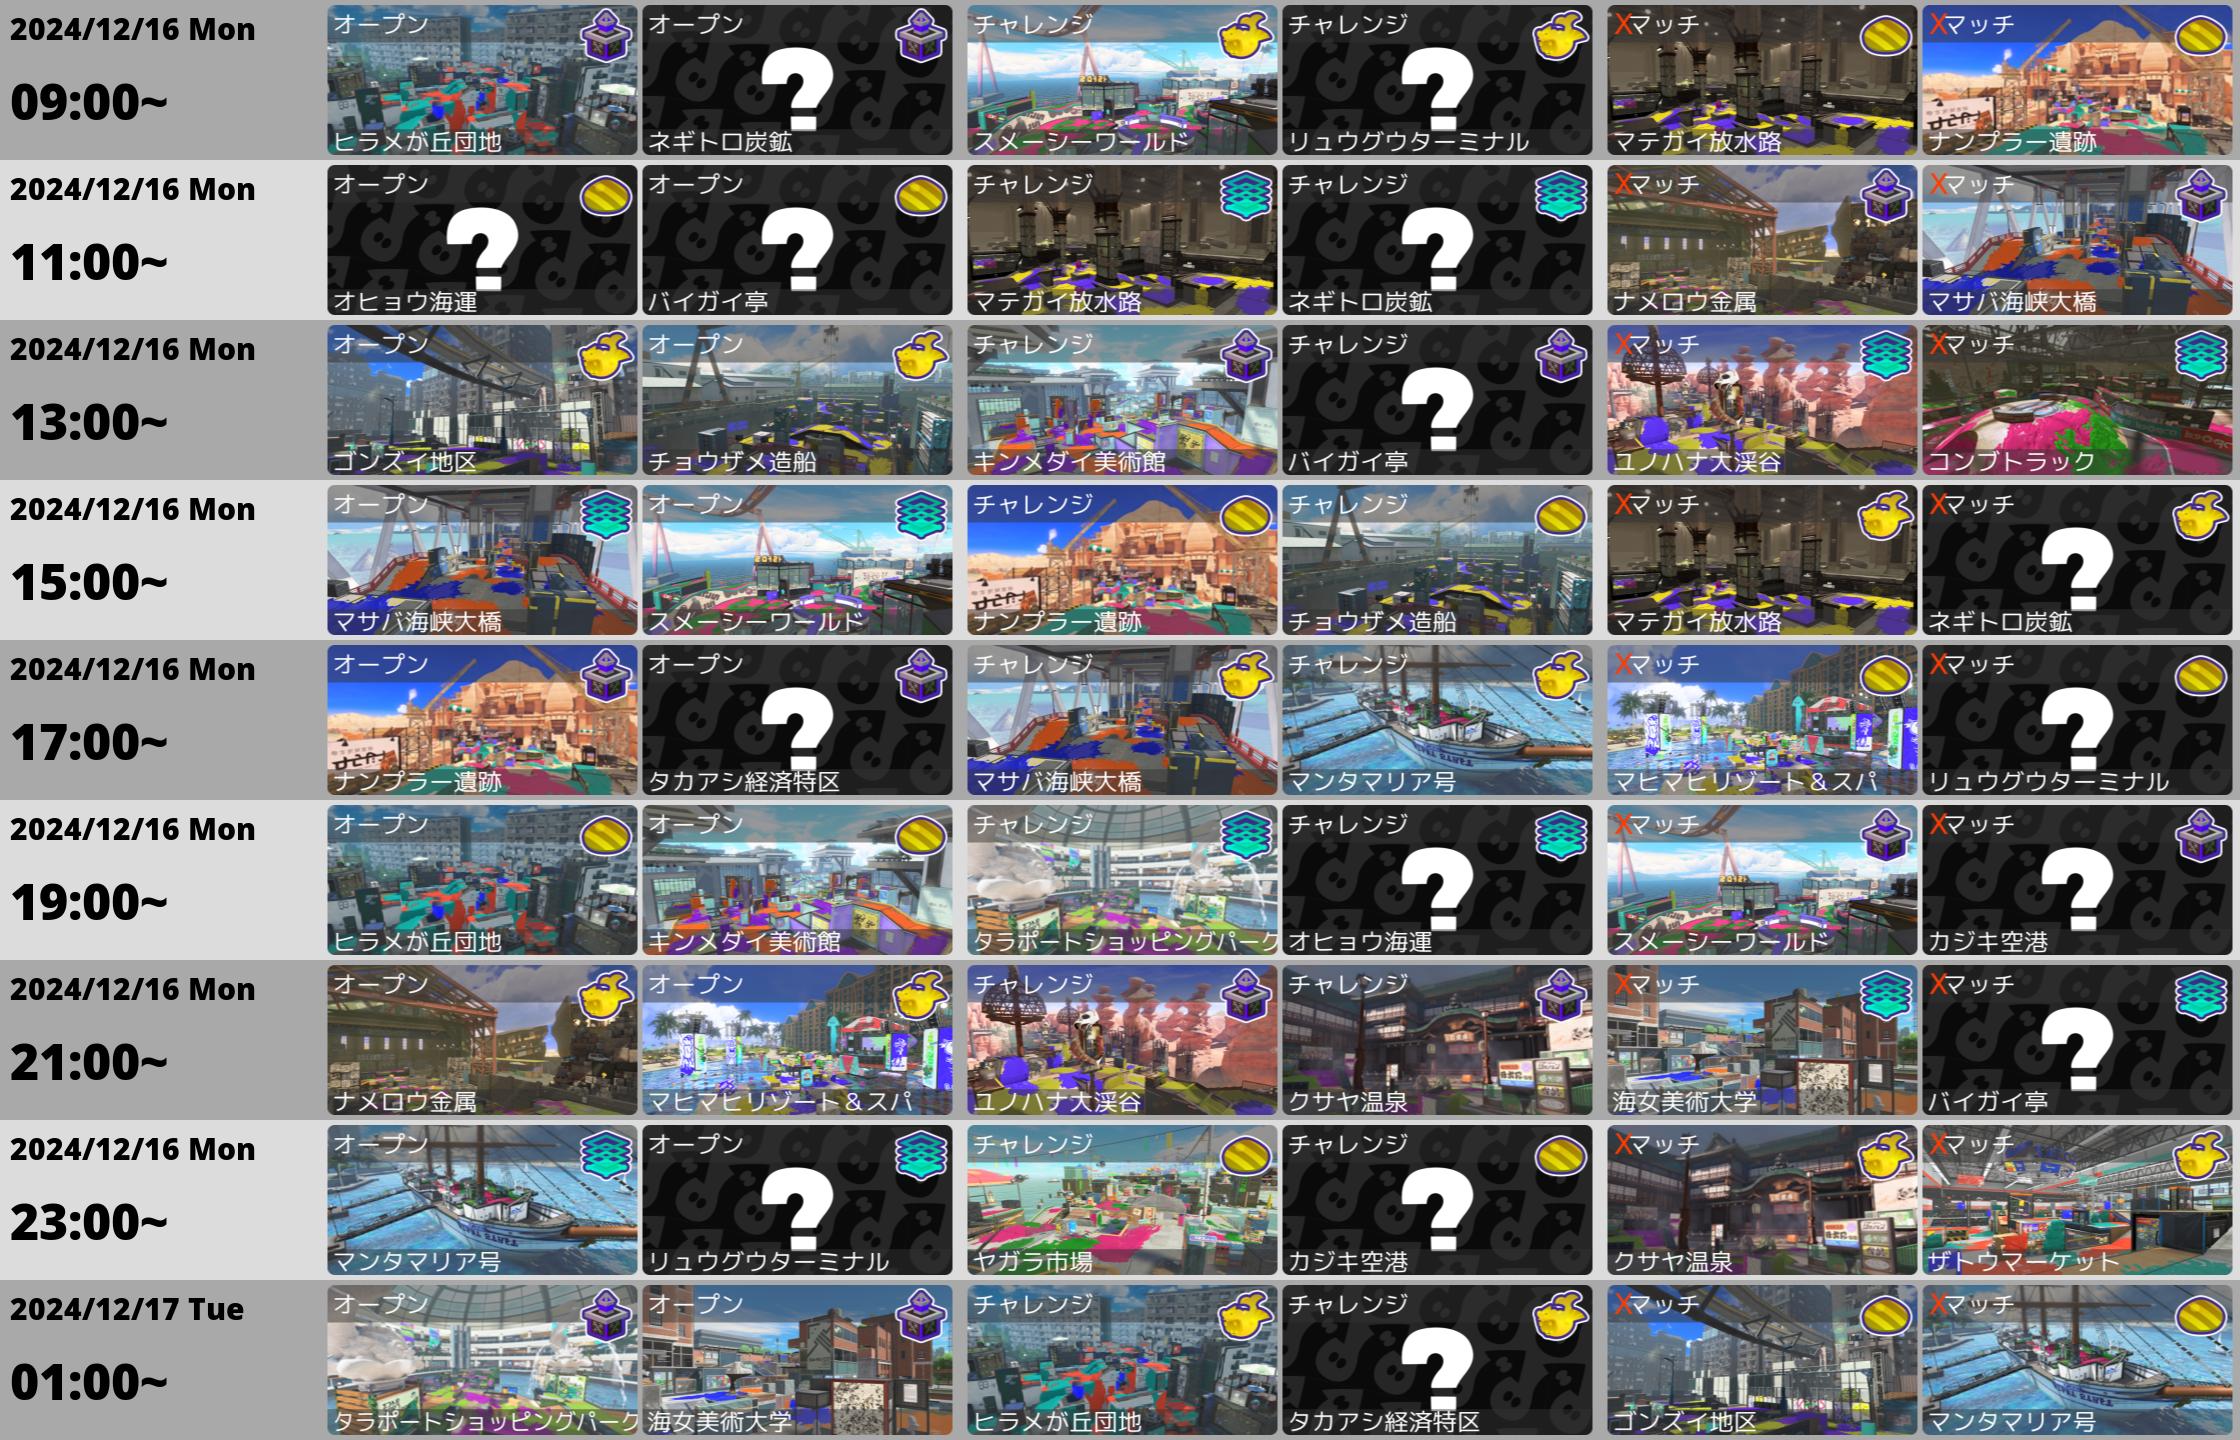 2024/12/16 Mon
09:00~
オープン
ヒラメが丘団地
オープン
ネギトロ炭鉱
チャレンジ
スメーシーワールド
チャレンジ
リュウグウターミナル
Xマッチ
マテガイ放水路
Xマッチ
ナンプラー遺跡
2024/12/16 Mon
11:00~
オープン
オヒョウ海運
オープン
バイガイ亭
チャレンジ
マテガイ放水路
チャレンジ
ネギトロ炭鉱
Xマッチ
ナメロウ金属
Xマッチ
マサバ海峡大橋
2024/12/16 Mon
13:00~
オープン
ゴンズイ地区
オープン
チョウザメ造船
チャレンジ
キンメダイ美術館
チャレンジ
バイガイ亭
Xマッチ
ユノハナ大渓谷
Xマッチ
コンブトラック
2024/12/16 Mon
15:00~
オープン
マサバ海峡大橋
オープン
スメーシーワールド
チャレンジ
ナンプラー遺跡
チャレンジ
チョウザメ造船
Xマッチ
マテガイ放水路
Xマッチ
ネギトロ炭鉱
2024/12/16 Mon
17:00~
オープン
ナンプラー遺跡
オープン
タカアシ経済特区
チャレンジ
マサバ海峡大橋
チャレンジ
マンタマリア号
Xマッチ
マヒマヒリゾート＆スパ
Xマッチ
リュウグウターミナル
2024/12/16 Mon
19:00~
オープン
ヒラメが丘団地
オープン
キンメダイ美術館
チャレンジ
タラポートショッピングパーク
チャレンジ
オヒョウ海運
Xマッチ
スメーシーワールド
Xマッチ
カジキ空港
2024/12/16 Mon
21:00~
オープン
ナメロウ金属
オープン
マヒマヒリゾート＆スパ
チャレンジ
ユノハナ大渓谷
チャレンジ
クサヤ温泉
Xマッチ
海女美術大学
Xマッチ
バイガイ亭
2024/12/16 Mon
23:00~
オープン
マンタマリア号
オープン
リュウグウターミナル
チャレンジ
ヤガラ市場
チャレンジ
カジキ空港
Xマッチ
クサヤ温泉
Xマッチ
ザトウマーケット
2024/12/17 Tue
01:00~
オープン
タラポートショッピングパーク
オープン
海女美術大学
チャレンジ
ヒラメが丘団地
チャレンジ
タカアシ経済特区
Xマッチ
ゴンズイ地区
Xマッチ
マンタマリア号